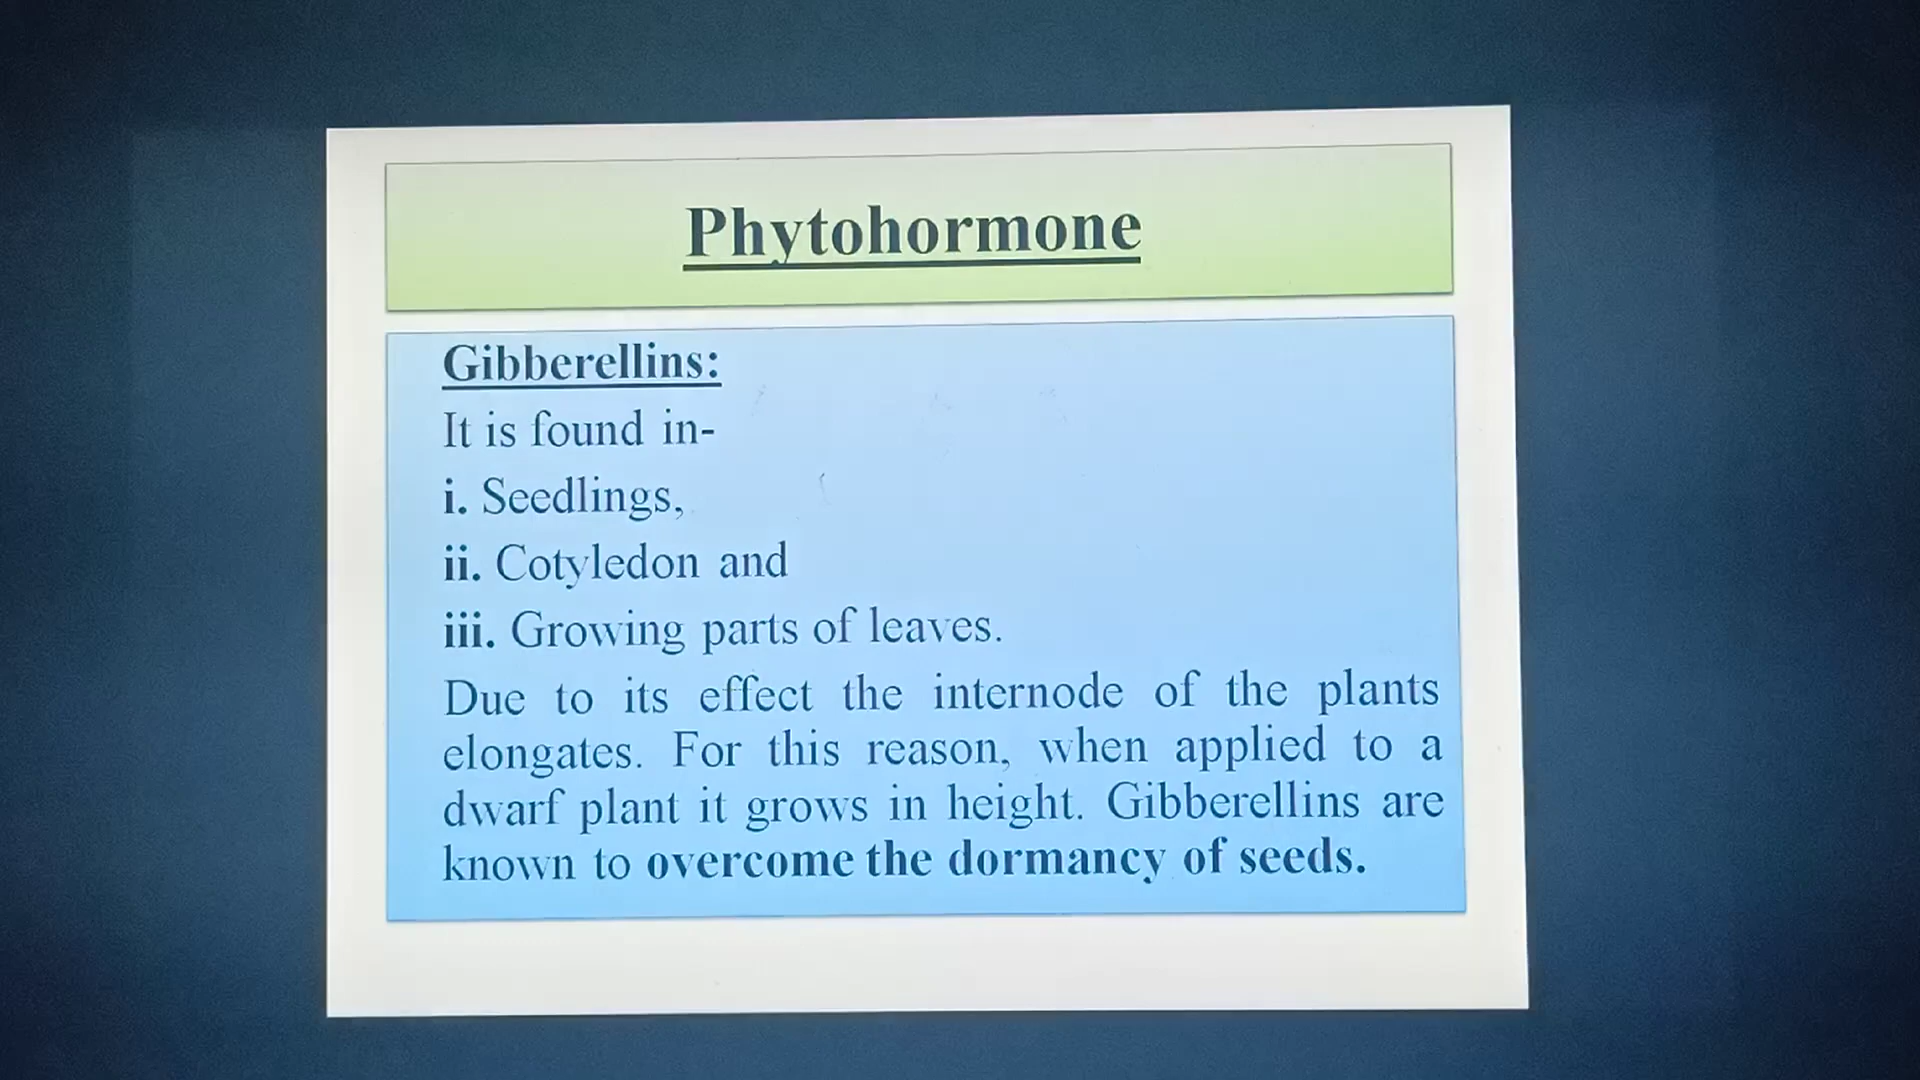 Phytohormone
Gibberellins:
It is found in-
i. Seedlings,
ii. Cotyledon and
iii. Growing parts of leaves.
Due to its effect the internode of the plants
elongates. For this reason, when applied to a
dwarf plant it grows in height. Gibberellins are
known to overcome the dormancy of seeds.